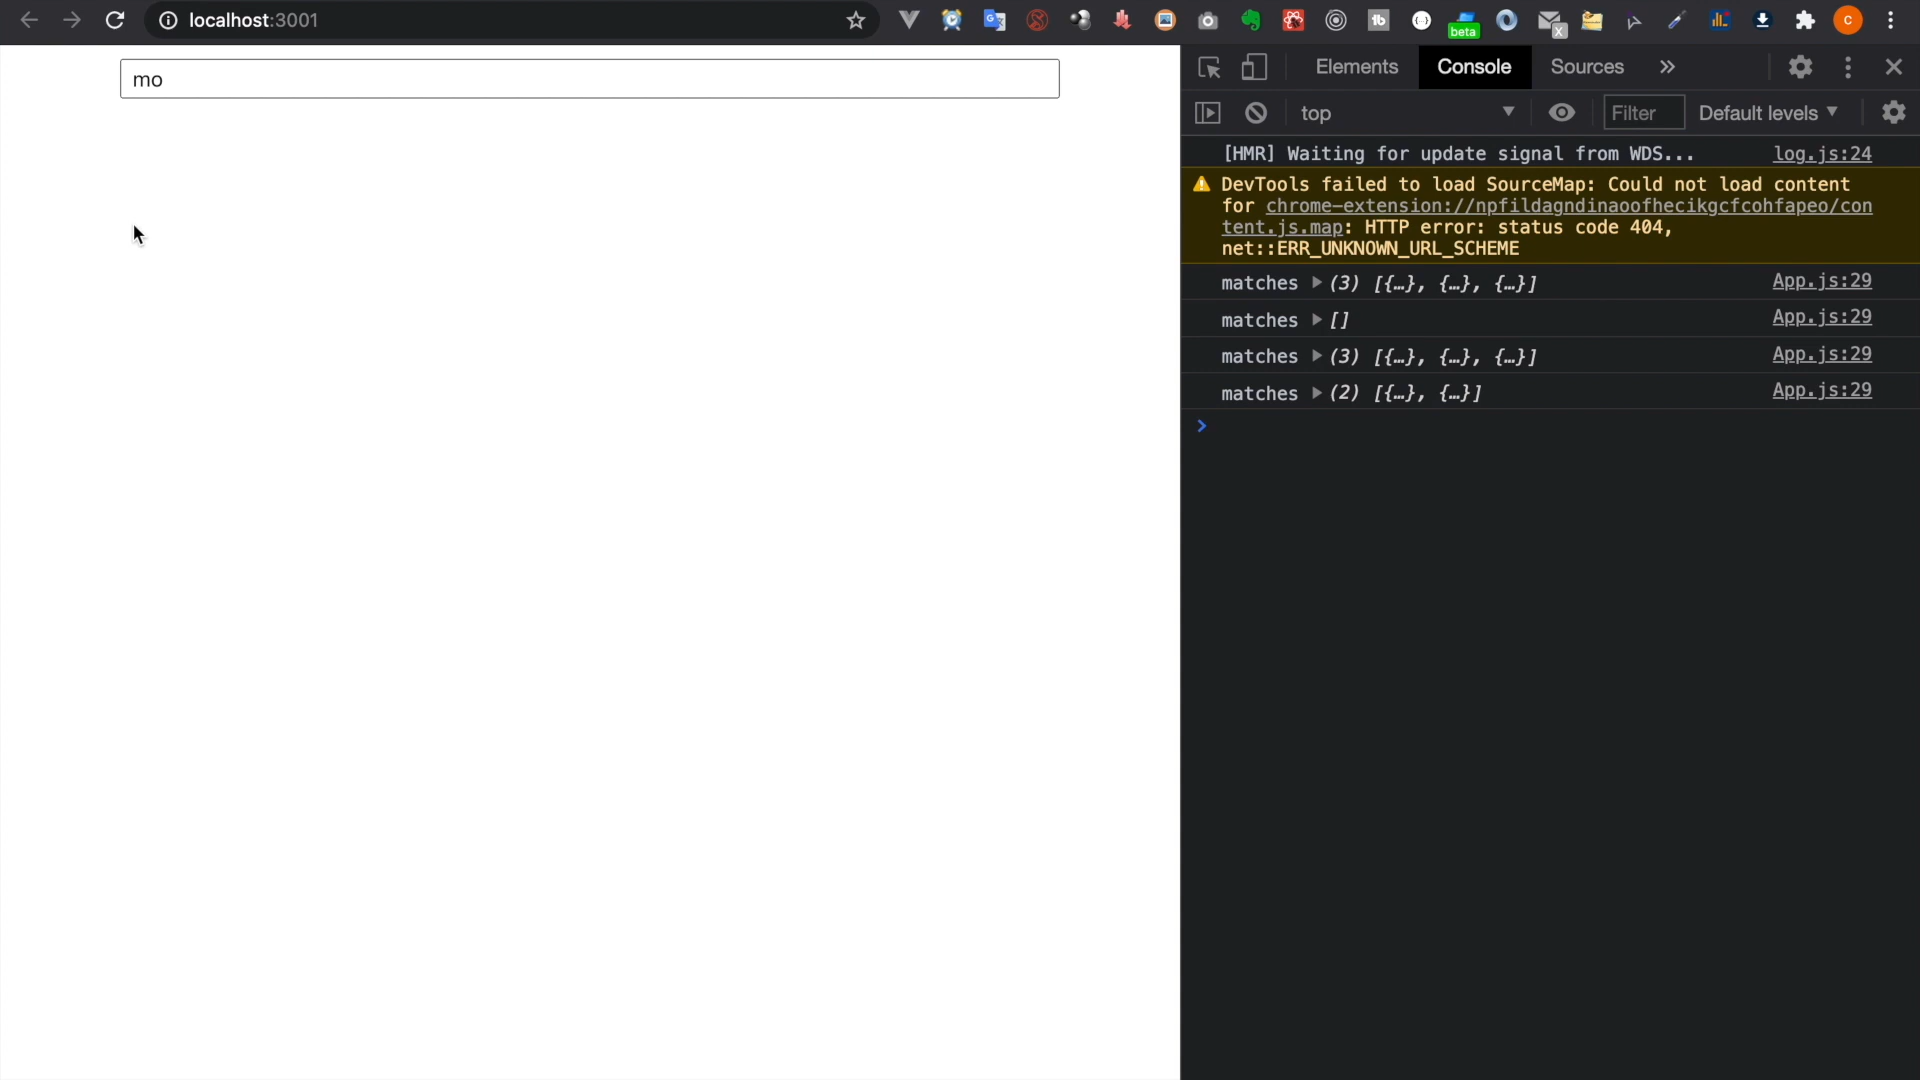 localhost:3001
beta
X
tb
C
mo
Elements Console Sources
top Filter Default levels
[HMR] Waiting for update signal from WDS... log.js:24
DevTools failed to load SourceMap: Could not load content
for chrome-extension://npfildagndinaoofhecikgcfcohfapeo/con
tent.js.map: HTTP error: status code 404,
net::ERR_UNKNOWN_URL_SCHEME
matches (3) [{…}, {…}, {…}] App.js:29
matches [] App.js:29
matches (3) [{…}, {…}, {…}] App.js:29
matches (2) [{…}, {…}] App.js:29